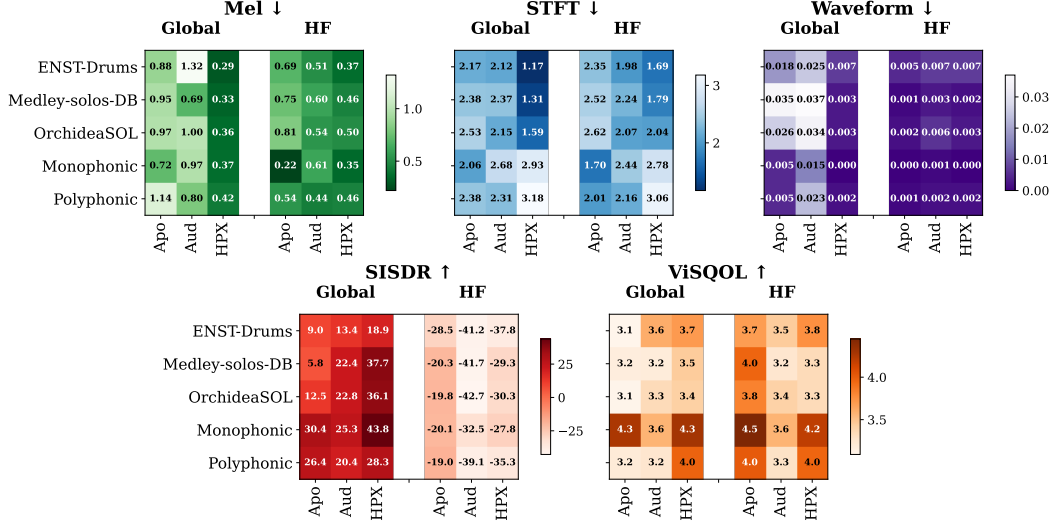 Mel ↓
Global HF
ENST-Drums 0.88 1.32 0.29 0.69 0.51 0.37
Medley-solos-DB 0.95 0.69 0.33 0.75 0.60 0.46
OrchideaSOL 0.97 1.00 0.36 0.81 0.54 0.50
Monophonic 0.72 0.97 0.37 0.22 0.61 0.35
Polyphonic 1.14 0.80 0.42 0.54 0.44 0.46
Apo Aud HPX Apo Aud HPX
1.0
0.5
STFT ↓
Global HF
2.17 2.12 1.17 2.35 1.98 1.69
2.38 2.37 1.31 2.52 2.24 1.79
2.53 2.15 1.59 2.62 2.07 2.04
2.06 2.68 2.93 1.70 2.44 2.78
2.38 2.31 3.18 2.01 2.16 3.06
Apo Aud HPX Apo Aud HPX
3
2
Waveform ↓
Global HF
-0.018 0.025 0.007 0.005 0.007 0.007
0.035 0.037 0.003 0.001 0.003 0.002
0.026 0.034 0.003 0.002 0.006 0.003
0.005 0.015 0.000 0.000 0.001 0.000
0.005 0.023 0.002 0.001 0.002 0.002
Apo Aud HPX Apo Aud HPX
0.03
0.02
0.01
0.00
SISDR ↑
Global HF
ENST-Drums 9.0 13.4 18.9 -28.5 -41.2 -37.8
Medley-solos-DB 5.8 22.4 37.7 -20.3 -41.7 -29.3
OrchideaSOL 12.5 22.8 36.1 -19.8 -42.7 -30.3
Monophonic 30.4 25.3 43.8 -20.1 -32.5 -27.8
Polyphonic 26.4 20.4 28.3 -19.0 -39.1 -35.3
Apo Aud HPX Apo Aud HPX
25
0
−25
ViSQOL ↑
Global HF
3.1 3.6 3.7 3.7 3.5 3.8
3.2 3.2 3.5 4.0 3.2 3.3
3.1 3.3 3.4 3.8 3.4 3.3
4.3 3.6 4.3 4.5 3.6 4.2
3.2 3.2 4.0 4.0 3.3 4.0
Apo Aud HPX Apo Aud HPX
4.0
3.5